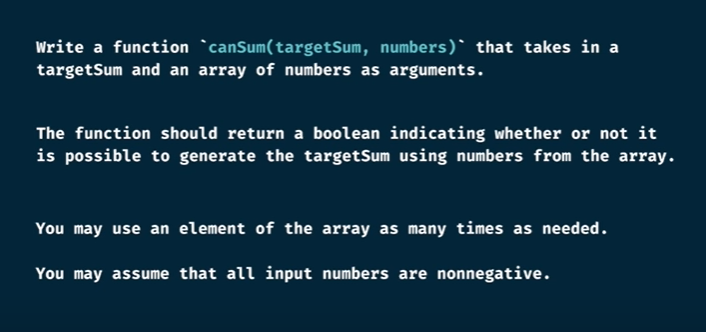 Write a function `canSum(targetSum, numbers)` that takes in a
targetSum and an array of numbers as arguments.
The function should return a boolean indicating whether or not it
is possible to generate the targetSum using numbers from the array.
You may use an element of the array as many times as needed.
You may assume that all input numbers are nonnegative.